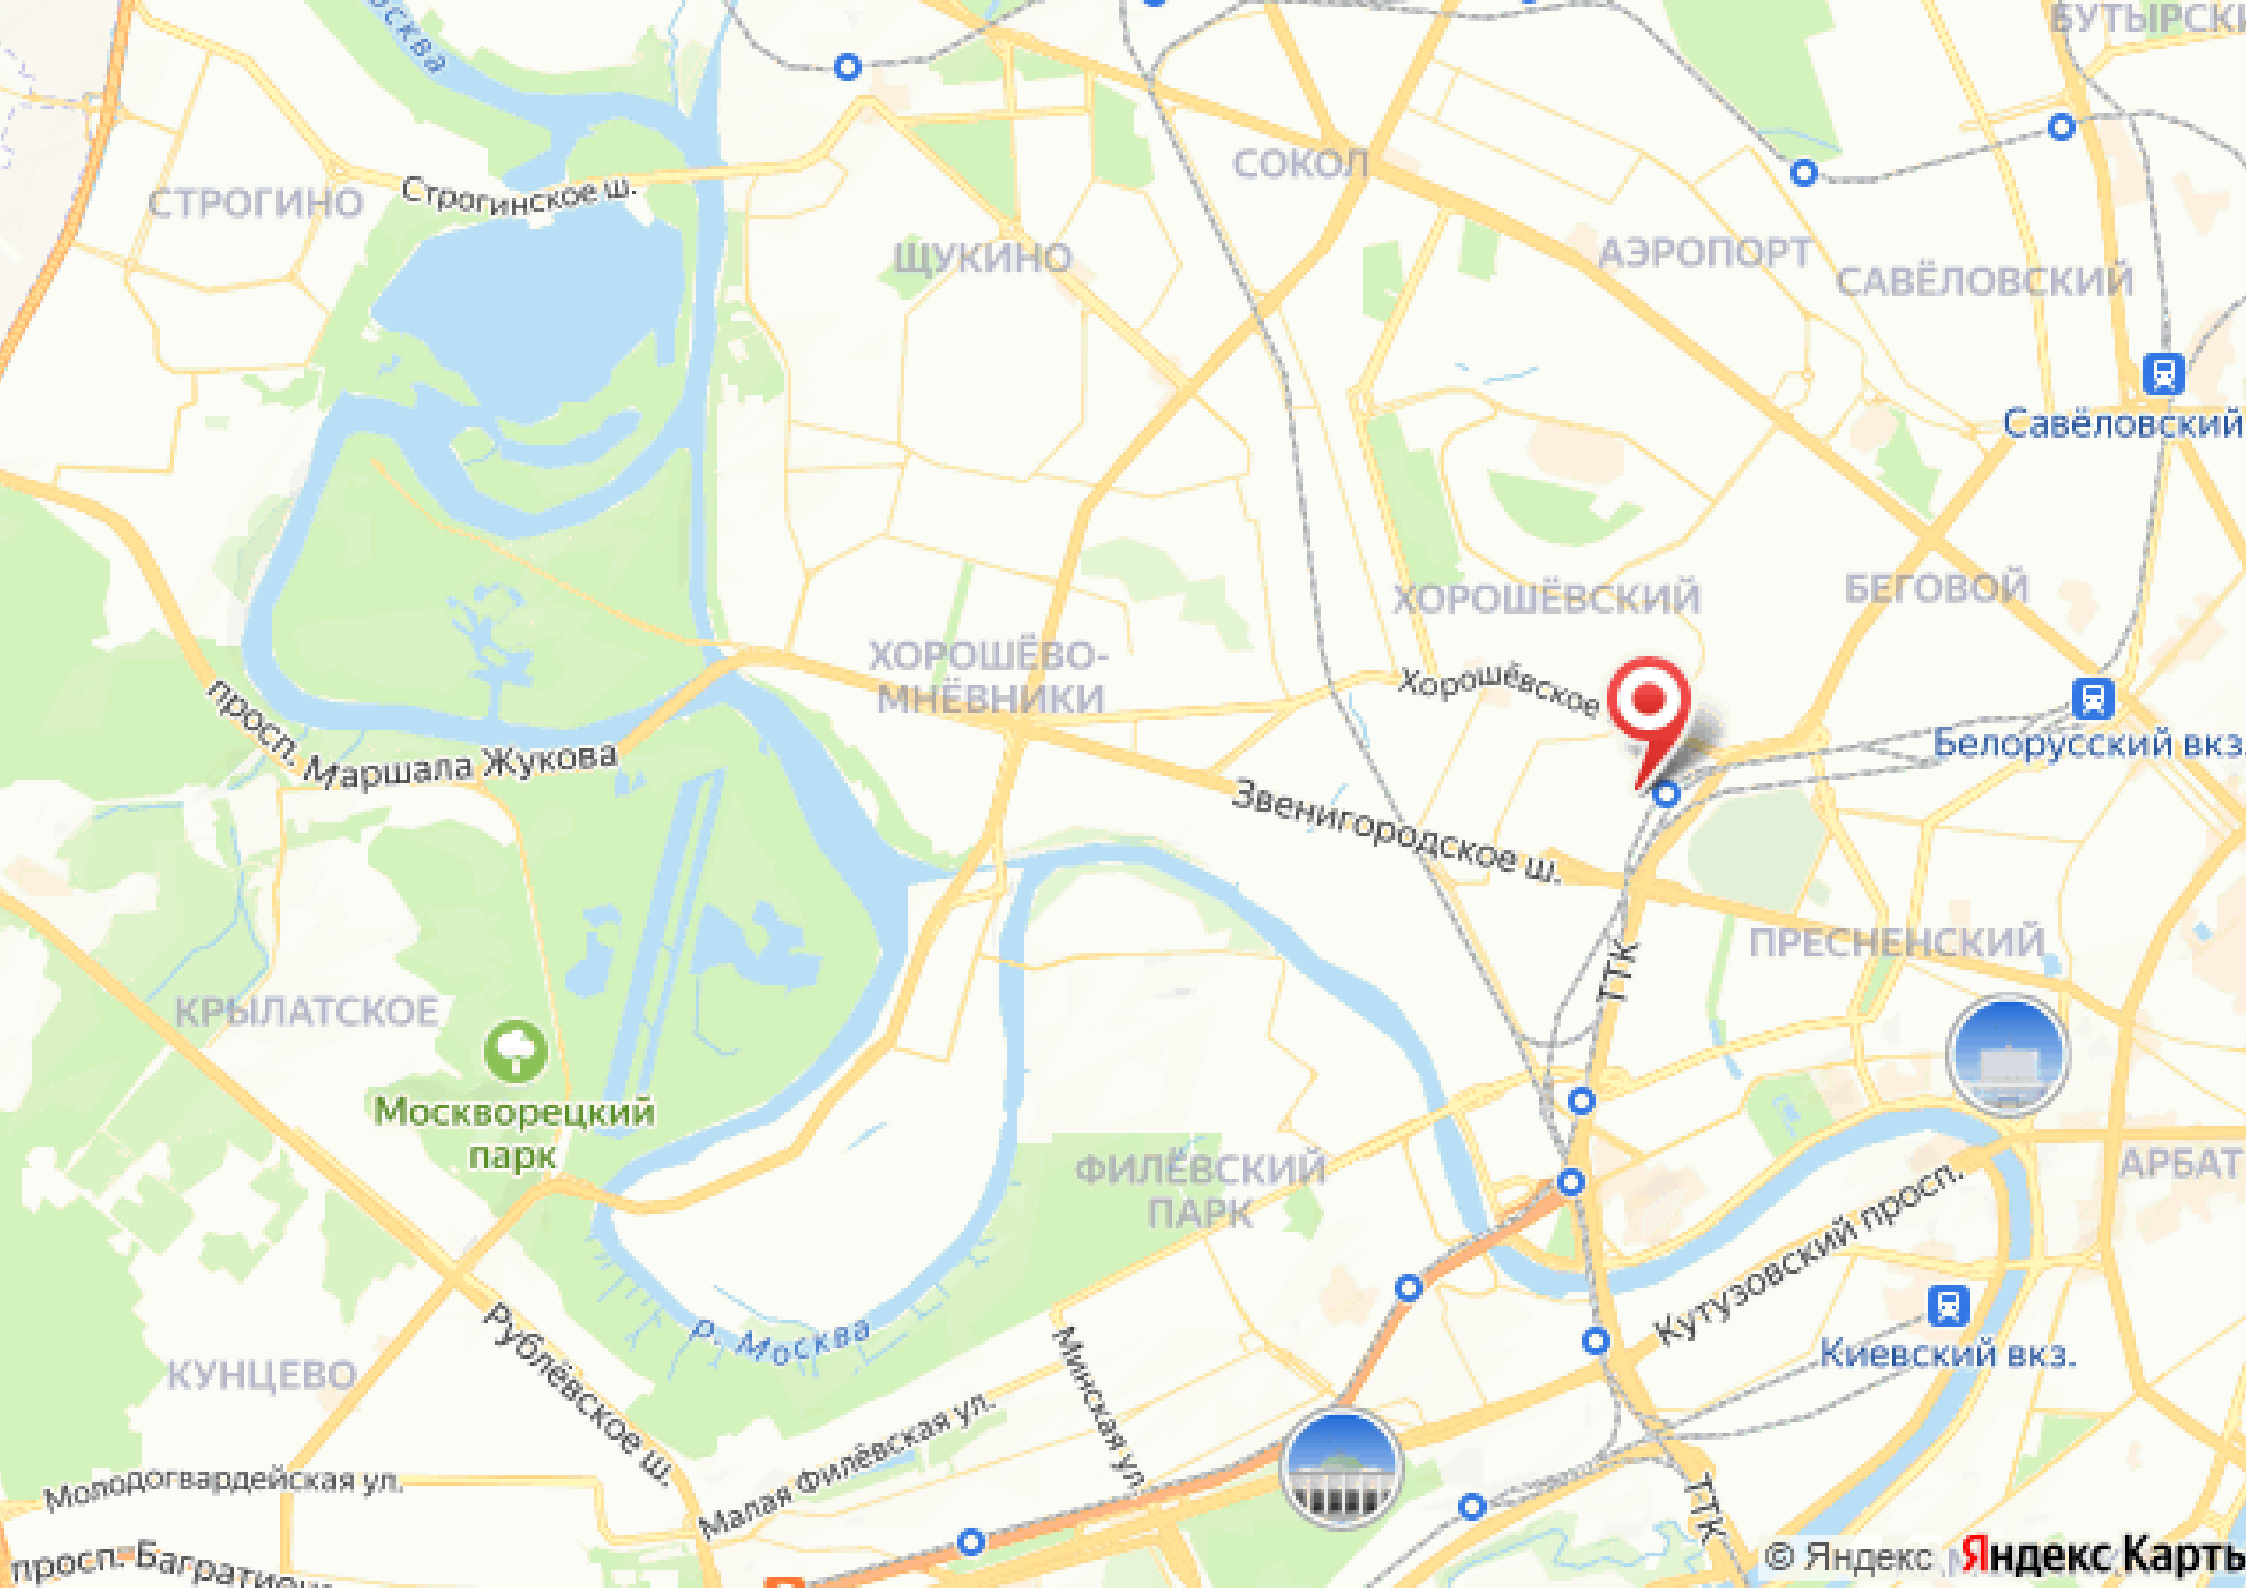 осква
БУТЫРСКИ
СОКОЛ
СТРОГИНО
Строгинское ш.
ЩУКИНО
АЭРОПОРТ
САВЁЛОВСКИЙ
Савёловский
ХОРОШЁВСКИЙ
БЕГОВОЙ
ХОРОШЁВО-
МНЁВНИКИ
Хорошёвское
просп. Маршала Жукова
Белорусский вкз.
Звенигородское ш.
ПРЕСНЕНСКИЙ
ТТК
КРЫЛАТСКОЕ
Москворецкий
парк
ФИЛЁВСКИЙ
ПАРК
АРБАТ
Кутузовский просп.
р. Москва
Киевский вкз.
КУНЦЕВО
Рублёвское ш.
Минская ул.
Малая Филёвская ул.
Молодогвардейская ул.
ТТК
просп. Багратион
© Яндекс Яндекс Карты